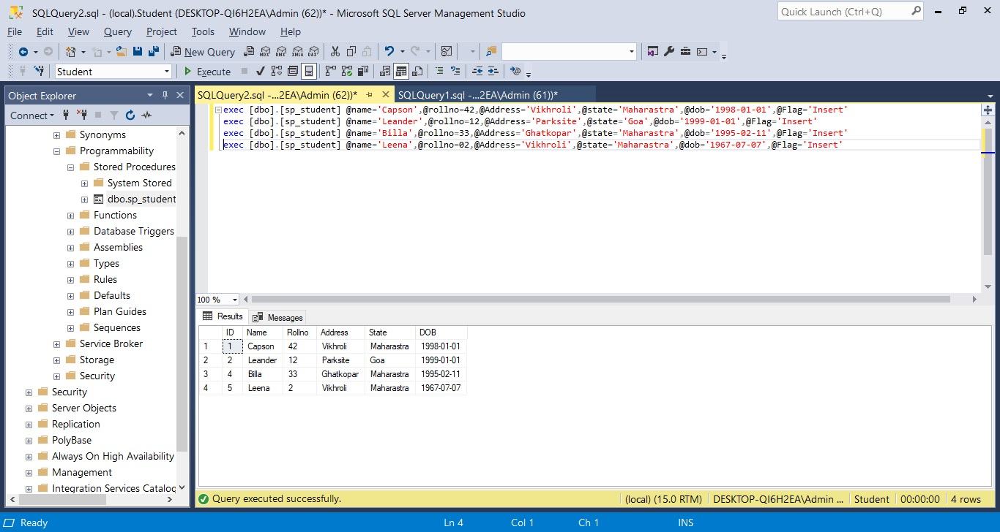 SQLQuery2.sql - (local).Student (DESKTOP-QI6H2EA\Admin (62))* - Microsoft SQL Server Management Studio
Quick Launch (Ctrl+Q)
File Edit View Query Project Tools Window Help
New Query MDX DMX XMLA DAX
Student Execute
Object Explorer
Connect
Synonyms
Programmability
Stored Procedures
System Stored
dbo.sp_student
Functions
Database Triggers
Assemblies
Types
Rules
Defaults
Plan Guides
Sequences
Service Broker
Storage
Security
Security
Server Objects
Replication
PolyBase
Always On High Availability
Management
Integration Services Catalog
SQLQuery2.sql -...2EA\Admin (62))* SQLQuery1.sql -...2EA\Admin (61))*
exec [dbo].[sp_student] @name='Capson',@rollno=42,@Address='Vikhroli',@state='Maharastra',@dob='1998-01-01',@Flag='Insert'
exec [dbo].[sp_student] @name='Leander',@rollno=12,@Address='Parksite',@state='Goa',@dob='1999-01-01',@Flag='Insert'
exec [dbo].[sp_student] @name='Billa',@rollno=33,@Address='Ghatkopar',@state='Maharastra',@dob='1995-02-11',@Flag='Insert'
exec [dbo].[sp_student] @name='Leena',@rollno=02,@Address='Vikhroli',@state='Maharastra',@dob='1967-07-07',@Flag='Insert'
100 %
Results Messages
ID Name Rollno Address State DOB
1 1 Capson 42 Vikhroli Maharastra 1998-01-01
2 2 Leander 12 Parksite Goa 1999-01-01
3 4 Billa 33 Ghatkopar Maharastra 1995-02-11
4 5 Leena 2 Vikhroli Maharastra 1967-07-07
Query executed successfully. (local) (15.0 RTM) DESKTOP-QI6H2EA\Admin ... Student 00:00:00 4 rows
Ready Ln 4 Col 1 Ch 1 INS